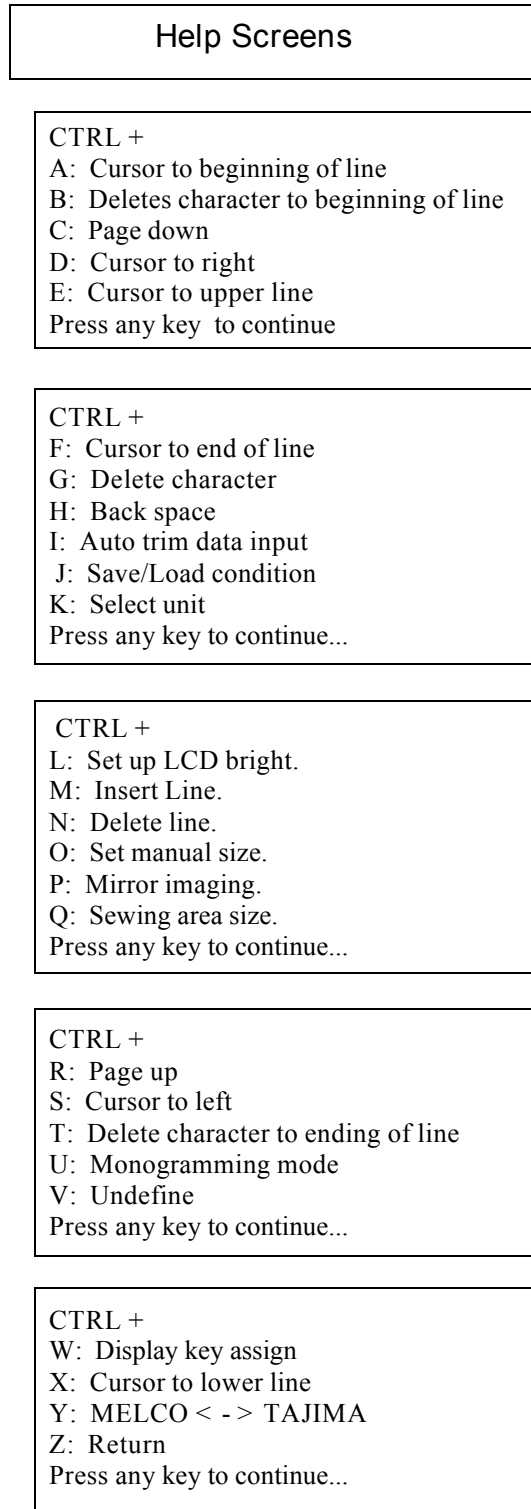 Help Screens
CTRL +
A: Cursor to beginning of line
B: Deletes character to beginning of line
C: Page down
D: Cursor to right
E: Cursor to upper line
Press any key to continue
CTRL +
F: Cursor to end of line
G: Delete character
H: Back space
I: Auto trim data input
J: Save/Load condition
K: Select unit
Press any key to continue...
CTRL +
L: Set up LCD bright.
M: Insert Line.
N: Delete line.
O: Set manual size.
P: Mirror imaging.
Q: Sewing area size.
Press any key to continue...
CTRL +
R: Page up
S: Cursor to left
T: Delete character to ending of line
U: Monogramming mode
V: Undefine
Press any key to continue...
CTRL +
W: Display key assign
X: Cursor to lower line
Y: MELCO < - > TAJIMA
Z: Return
Press any key to continue...